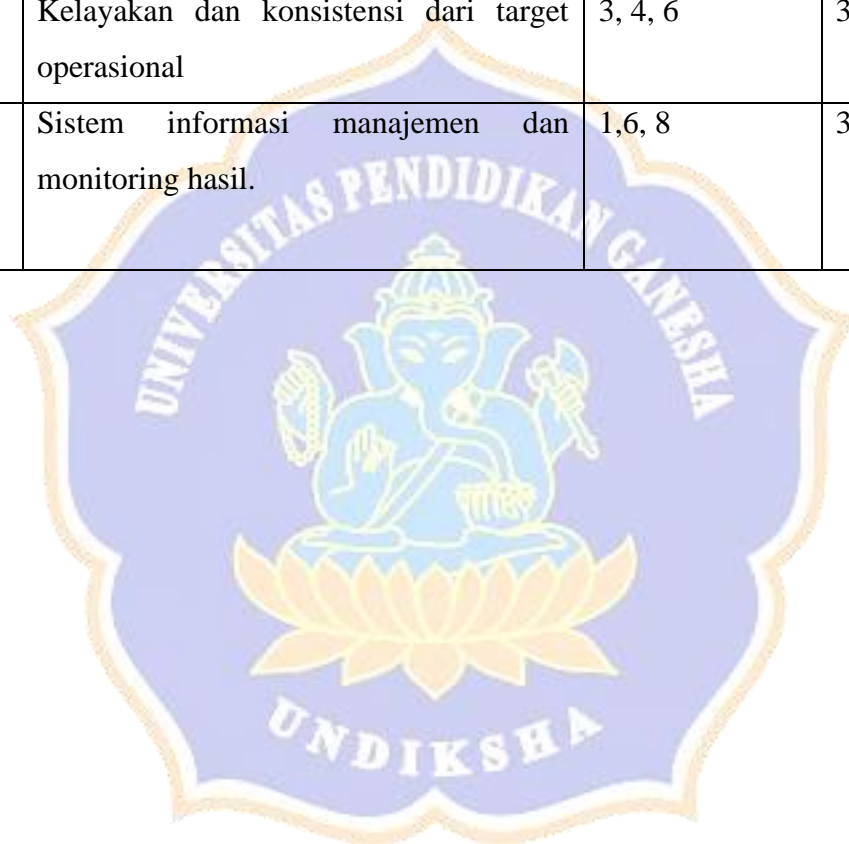 Kelayakan dan konsistensi dari target 3, 4, 6 3
operasional
Sistem informasi manajemen dan 1,6, 8 3
monitoring hasil.
UNIVERSITAS PENDIDIKAN GANESHA
UNDIKSHA